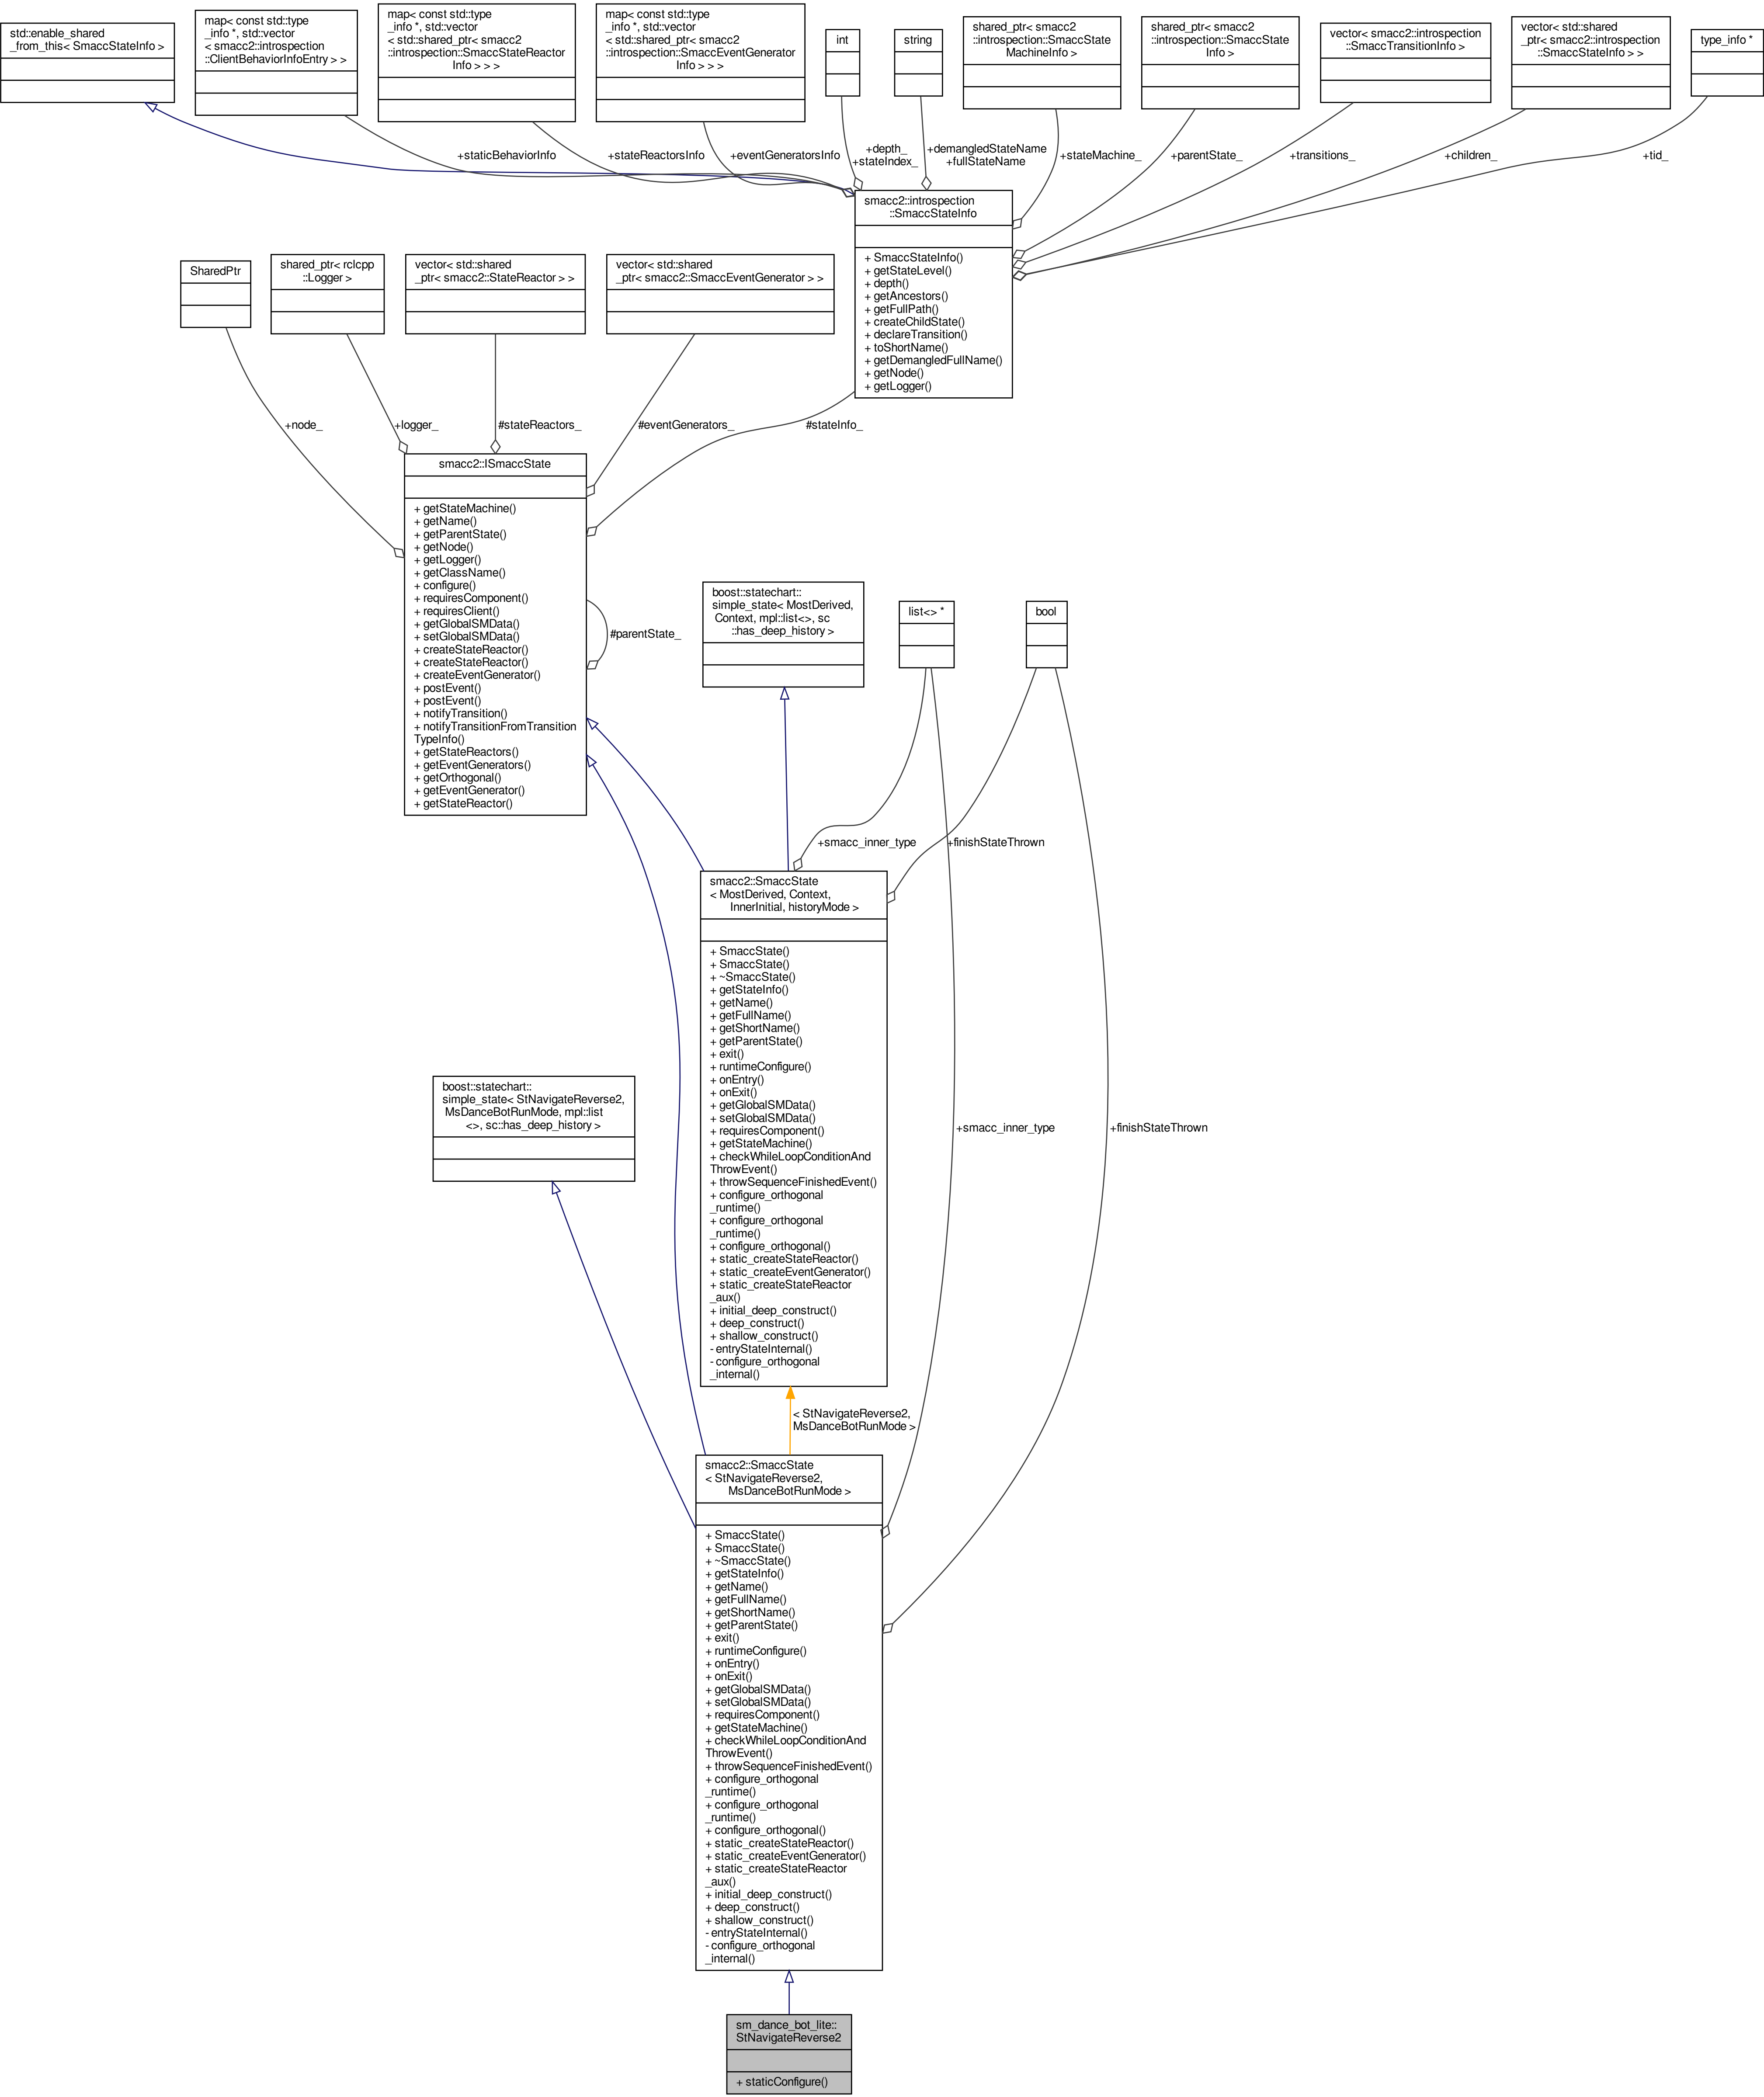 std::enable_shared
_from_this< SmaccStateInfo >
map< const std::type
_info *, std::vector
< smacc2::introspection
::ClientBehaviorInfoEntry > >
map< const std::type
_info *, std::vector
< std::shared_ptr< smacc2
::introspection::SmaccStateReactor
Info > > >
map< const std::type
_info *, std::vector
< std::shared_ptr< smacc2
::introspection::SmaccEventGenerator
Info > > >
int
string
shared_ptr< smacc2
::introspection::SmaccState
MachineInfo >
shared_ptr< smacc2
::introspection::SmaccState
Info >
vector< smacc2::introspection
::SmaccTransitionInfo >
vector< std::shared
_ptr< smacc2::introspection
::SmaccStateInfo > >
type_info *
+staticBehaviorInfo
+stateReactorsInfo
+eventGeneratorsInfo
+depth_
+stateIndex_
+demangledStateName
+fullStateName
+stateMachine_
+parentState_
+transitions_
+children_
+tid_
smacc2::introspection
::SmaccStateInfo
+ SmaccStateInfo()
+ getStateLevel()
+ depth()
+ getAncestors()
+ getFullPath()
+ createChildState()
+ declareTransition()
+ toShortName()
+ getDemangledFullName()
+ getNode()
+ getLogger()
SharedPtr
shared_ptr< rclcpp
::Logger >
vector< std::shared
_ptr< smacc2::StateReactor > >
vector< std::shared
_ptr< smacc2::SmaccEventGenerator > >
+node_
+logger_
#stateReactors_
#eventGenerators_
#stateInfo_
smacc2::ISmaccState
+ getStateMachine()
+ getName()
+ getParentState()
+ getNode()
+ getLogger()
+ getClassName()
+ configure()
+ requiresComponent()
+ requiresClient()
+ getGlobalSMData()
+ setGlobalSMData()
+ createStateReactor()
+ createStateReactor()
+ createEventGenerator()
+ postEvent()
+ postEvent()
+ notifyTransition()
+ notifyTransitionFromTransition
TypeInfo()
+ getStateReactors()
+ getEventGenerators()
+ getOrthogonal()
+ getEventGenerator()
+ getStateReactor()
#parentState_
boost::statechart::
simple_state< MostDerived,
Context, mpl::list<>, sc
::has_deep_history >
list<> *
bool
+smacc_inner_type
+finishStateThrown
smacc2::SmaccState
< MostDerived, Context,
InnerInitial, historyMode >
+ SmaccState()
+ SmaccState()
+ ~SmaccState()
+ getStateInfo()
+ getName()
+ getFullName()
+ getShortName()
+ getParentState()
+ exit()
+ runtimeConfigure()
+ onEntry()
+ onExit()
+ getGlobalSMData()
+ setGlobalSMData()
+ requiresComponent()
+ getStateMachine()
+ checkWhileLoopConditionAnd
ThrowEvent()
+ throwSequenceFinishedEvent()
+ configure_orthogonal
_runtime()
+ configure_orthogonal
_runtime()
+ configure_orthogonal()
+ static_createStateReactor()
+ static_createEventGenerator()
+ static_createStateReactor
_aux()
+ initial_deep_construct()
+ deep_construct()
+ shallow_construct()
- entryStateInternal()
- configure_orthogonal
_internal()
boost::statechart::
simple_state< StNavigateReverse2,
MsDanceBotRunMode, mpl::list
<>, sc::has_deep_history >
+smacc_inner_type
+finishStateThrown
< StNavigateReverse2,
MsDanceBotRunMode >
smacc2::SmaccState
< StNavigateReverse2,
MsDanceBotRunMode >
+ SmaccState()
+ SmaccState()
+ ~SmaccState()
+ getStateInfo()
+ getName()
+ getFullName()
+ getShortName()
+ getParentState()
+ exit()
+ runtimeConfigure()
+ onEntry()
+ onExit()
+ getGlobalSMData()
+ setGlobalSMData()
+ requiresComponent()
+ getStateMachine()
+ checkWhileLoopConditionAnd
ThrowEvent()
+ throwSequenceFinishedEvent()
+ configure_orthogonal
_runtime()
+ configure_orthogonal
_runtime()
+ configure_orthogonal()
+ static_createStateReactor()
+ static_createEventGenerator()
+ static_createStateReactor
_aux()
+ initial_deep_construct()
+ deep_construct()
+ shallow_construct()
- entryStateInternal()
- configure_orthogonal
_internal()
sm_dance_bot_lite::
StNavigateReverse2
+ staticConfigure()